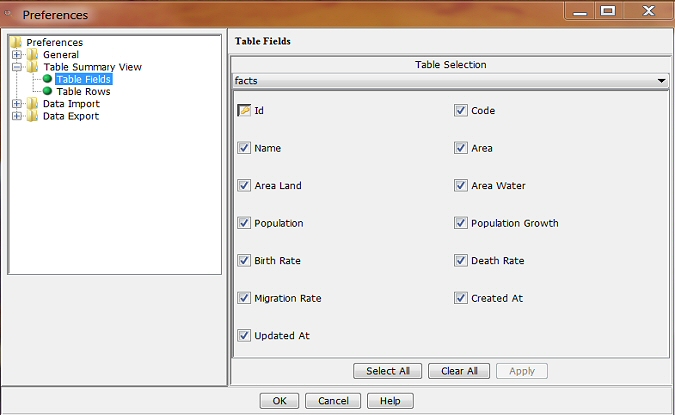 Preferences
Preferences
General
Table Summary View
Table Fields
Table Rows
Data Import
Data Export
Table Fields
Table Selection
facts
Id
Code
Name
Area
Area Land
Area Water
Population
Population Growth
Birth Rate
Death Rate
Migration Rate
Created At
Updated At
Select All
Clear All
Apply
OK
Cancel
Help